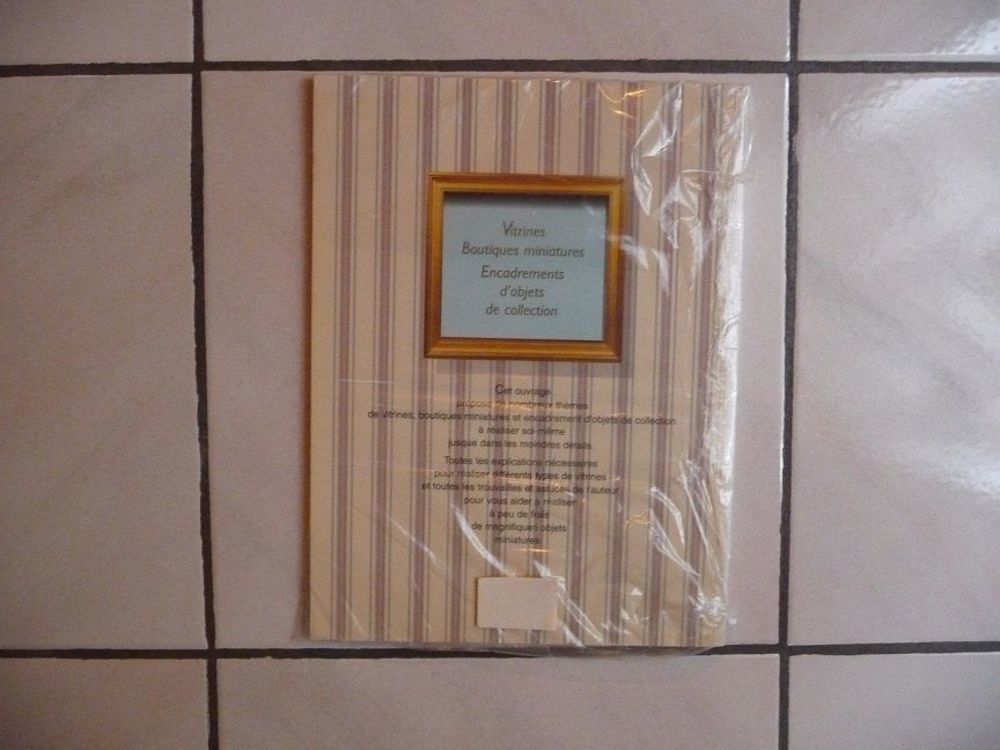 Vitrines
Boutiques miniatures
Encadrements
d'objets
de collection
Cet ouvrage
propose de nombreux thèmes
de vitrines, boutiques miniatures et encadrement d'objets de collection
à réaliser soi-même
jusque dans les moindres détails.
Toutes les explications nécessaires
pour réaliser différents types de vitrines
et toutes les trouvailles et astuces de l'auteur
pour vous aider à réaliser
à peu de frais
de magnifiques objets
miniatures.